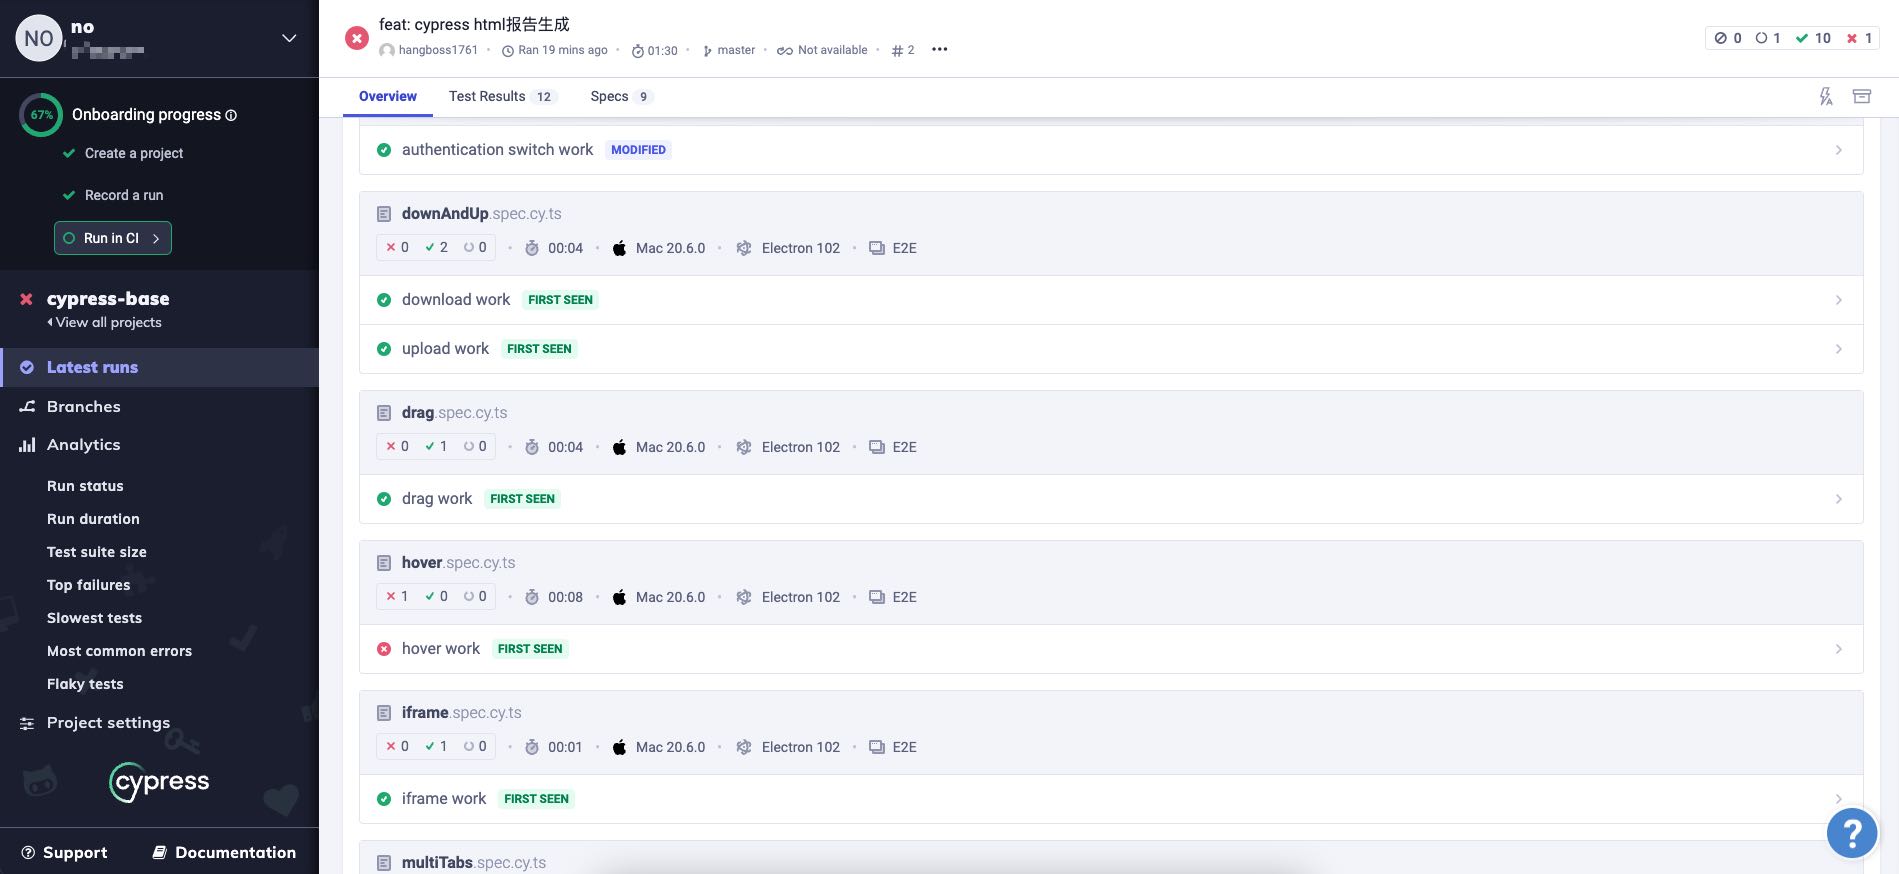 NO
no
67%
Onboarding progress
Create a project
Record a run
Run in CI
cypress-base
View all projects
Latest runs
Branches
Analytics
Run status
Run duration
Test suite size
Top failures
Slowest tests
Most common errors
Flaky tests
Project settings
cypress
Support
Documentation
feat: cypress html报告生成
hangboss1761 · Ran 19 mins ago · 01:30 · master · Not available · # 2 •••
0 1 10 1
Overview
Test Results 12
Specs 9
authentication switch work MODIFIED
downAndUp.spec.cy.ts
0 2 0 · 00:04 · Mac 20.6.0 · Electron 102 · E2E
download work FIRST SEEN
upload work FIRST SEEN
drag.spec.cy.ts
0 1 0 · 00:04 · Mac 20.6.0 · Electron 102 · E2E
drag work FIRST SEEN
hover.spec.cy.ts
1 0 0 · 00:08 · Mac 20.6.0 · Electron 102 · E2E
hover work FIRST SEEN
iframe.spec.cy.ts
0 1 0 · 00:01 · Mac 20.6.0 · Electron 102 · E2E
iframe work FIRST SEEN
multiTabs.spec.cy.ts
?